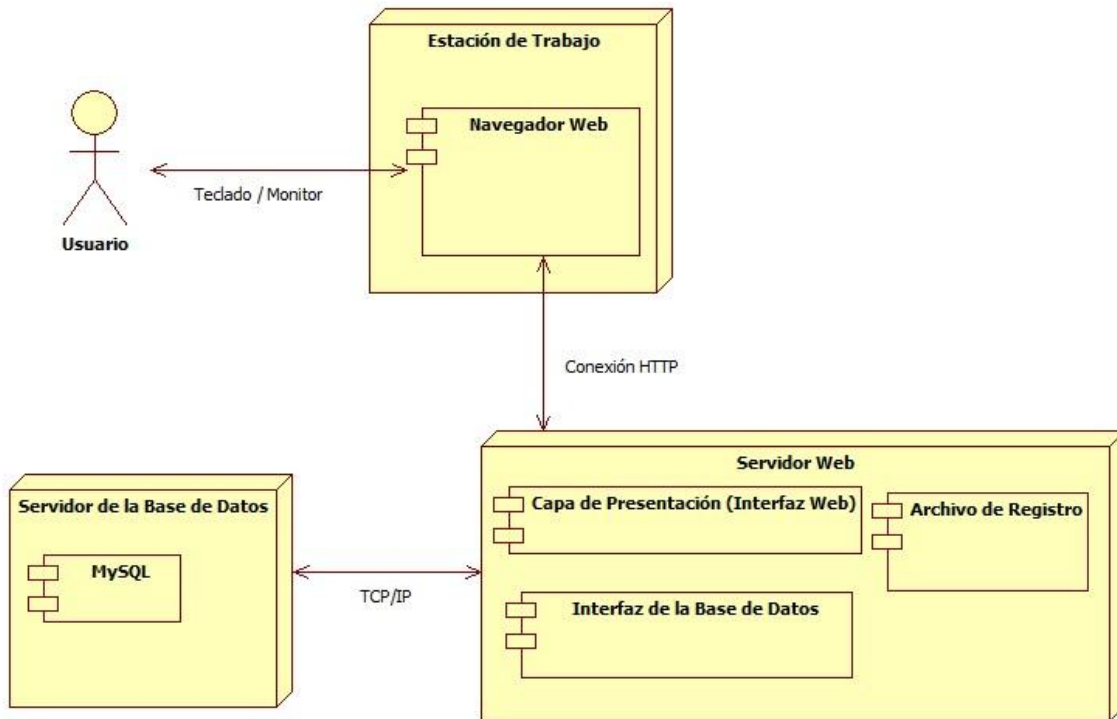 Estación de Trabajo
Navegador Web
Teclado / Monitor
Usuario
Conexión HTTP
Servidor Web
Capa de Presentación (Interfaz Web)
Archivo de Registro
Servidor de la Base de Datos
MySQL
TCP/IP
Interfaz de la Base de Datos